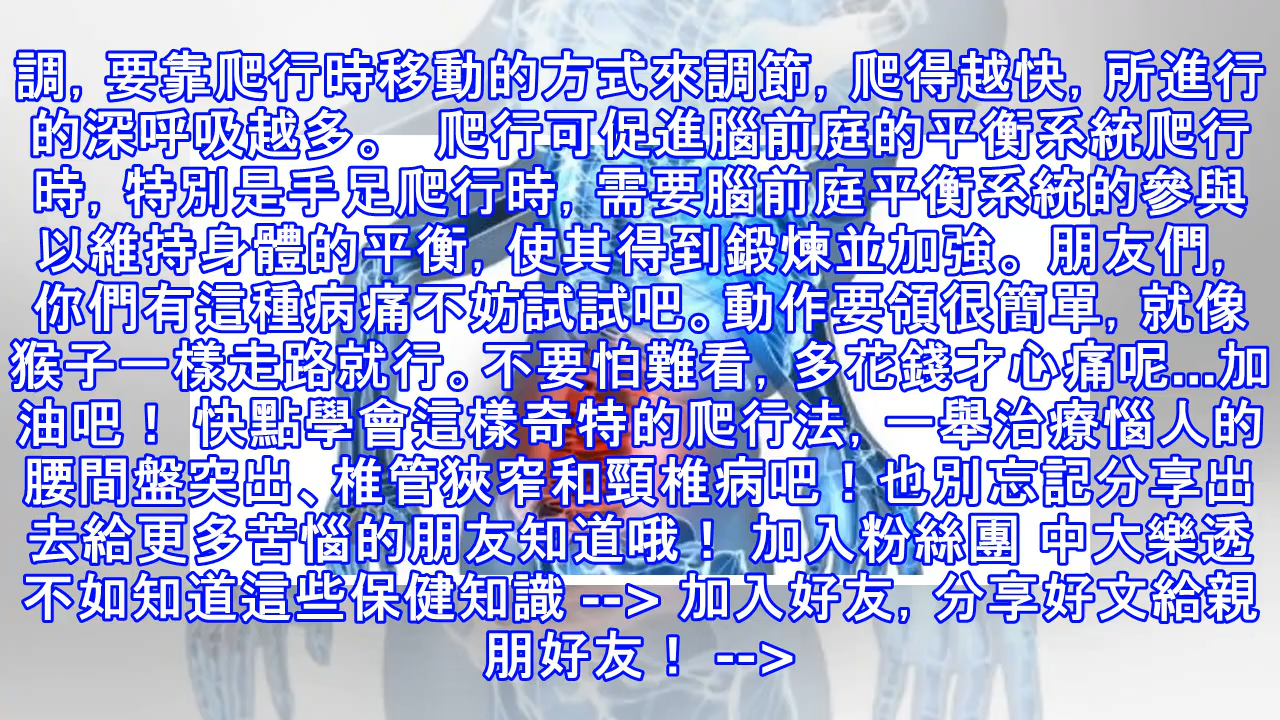 調, 要靠爬行時移動的方式來調節, 爬得越快, 所進行
的深呼吸越多。 爬行可促進腦前庭的平衡系統爬行
時, 特別是手足爬行時, 需要腦前庭平衡系統的參與
以維持身體的平衡, 使其得到鍛煉並加強。朋友們,
你們有這種病痛不妨試試吧。動作要領很簡單, 就像
猴子一樣走路就行。不要怕難看, 多花錢才心痛呢...加
油吧! 快點學會這樣奇特的爬行法, 一舉治療惱人的
腰間盤突出、椎管狹窄和頸椎病吧!也別忘記分享出
去給更多苦惱的朋友知道哦! 加入粉絲團 中大樂透
不如知道這些保健知識 --> 加入好友, 分享好文給親
朋好友! -->